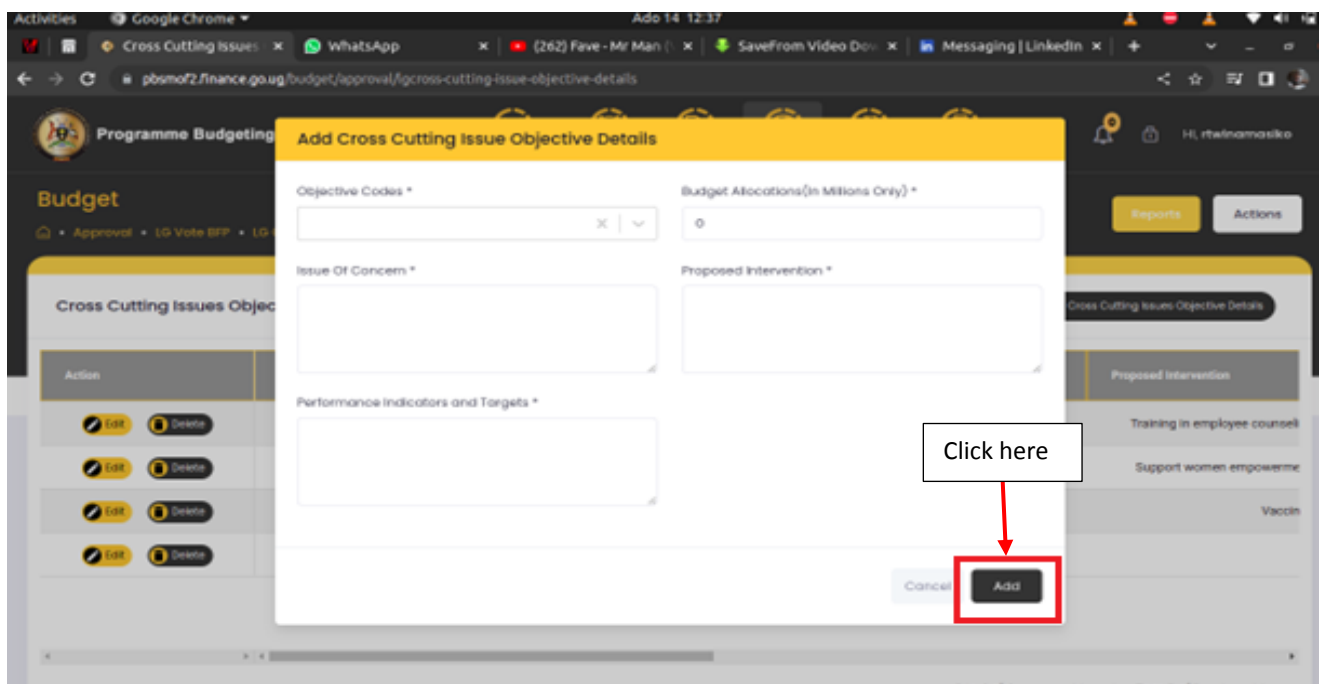 Activities Google Chrome Ado 14 12:37
Cross Cutting Issues × WhatsApp × (262) Fave - Mr Man × SaveFrom Video Dow × Messaging | LinkedIn × +
pbsmof2.finance.go.ug/budget/approval/lgcross-cutting-issue-objective-details
Programme Budgeting
Hi, rtwinamasiko
Add Cross Cutting Issue Objective Details
Budget
Approval • LG Vote BFP • LG
Reports Actions
Objective Codes * Budget Allocations(In Millions Only) *
0
Issue Of Concern * Proposed Intervention *
Cross Cutting Issues Objec
Cross Cutting Issues Objective Details
Action Proposed Intervention
Performance Indicators and Targets *
Edit Delete Training in employee counseli
Click here
Edit Delete Support women empowerme
Edit Delete Vaccin
Edit Delete
Cancel Add